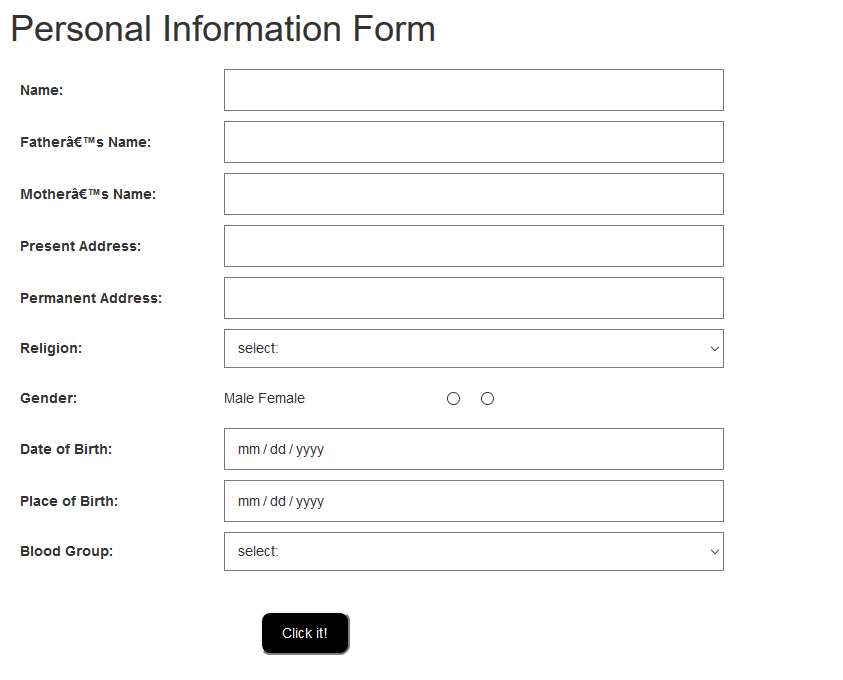 Personal Information Form
Name:
Fatherâ€™s Name:
Motherâ€™s Name:
Present Address:
Permanent Address:
Religion: select:
Gender: Male Female
Date of Birth: mm / dd / yyyy
Place of Birth: mm / dd / yyyy
Blood Group: select:
Click it!